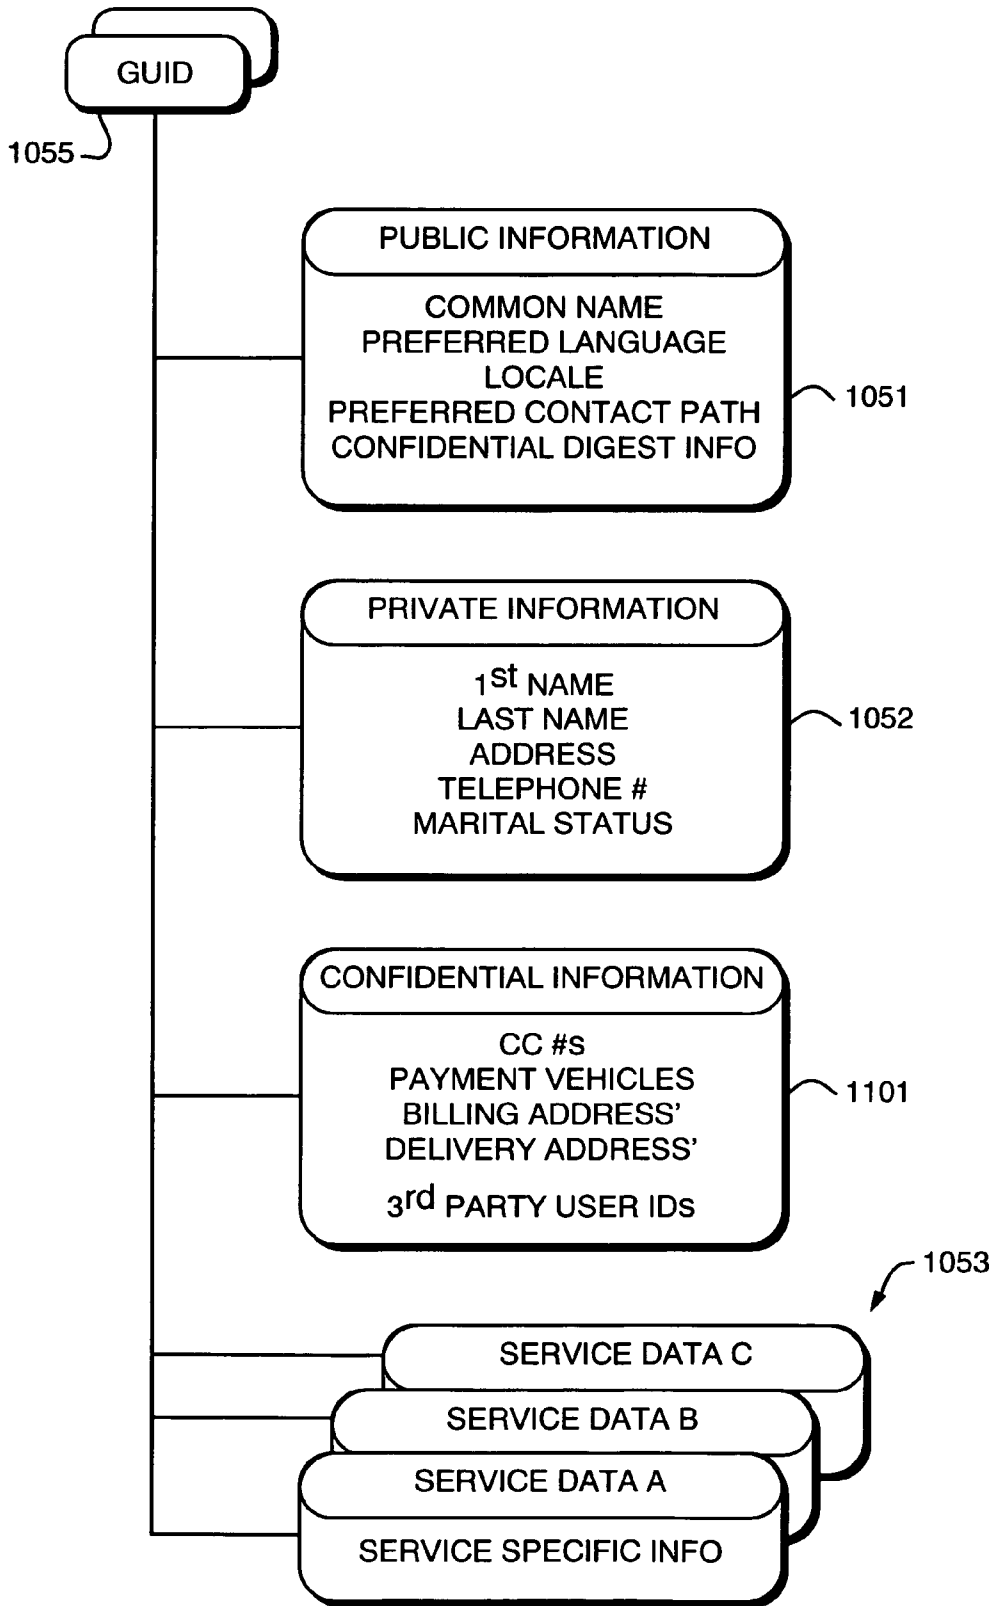 GUID
1055
PUBLIC INFORMATION
COMMON NAME
PREFERRED LANGUAGE
LOCALE
PREFERRED CONTACT PATH
CONFIDENTIAL DIGEST INFO
1051
PRIVATE INFORMATION
1st NAME
LAST NAME
ADDRESS
TELEPHONE #
MARITAL STATUS
1052
CONFIDENTIAL INFORMATION
CC #s
PAYMENT VEHICLES
BILLING ADDRESS’
DELIVERY ADDRESS’
3rd PARTY USER IDs
1101
1053
SERVICE DATA C
SERVICE DATA B
SERVICE DATA A
SERVICE SPECIFIC INFO